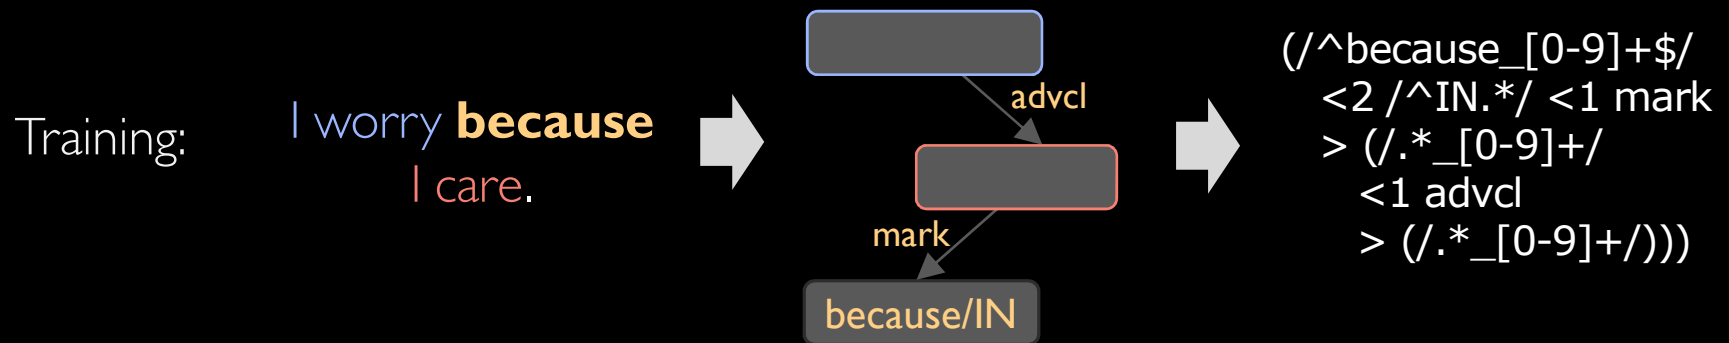 Training:
I worry because
I care.
advcl
mark
because/IN
(/^because_[0-9]+$/
<2 /^IN.*/ <1 mark
> (/.*_[0-9]+/
<1 advcl
> (/.*_[0-9]+/)))